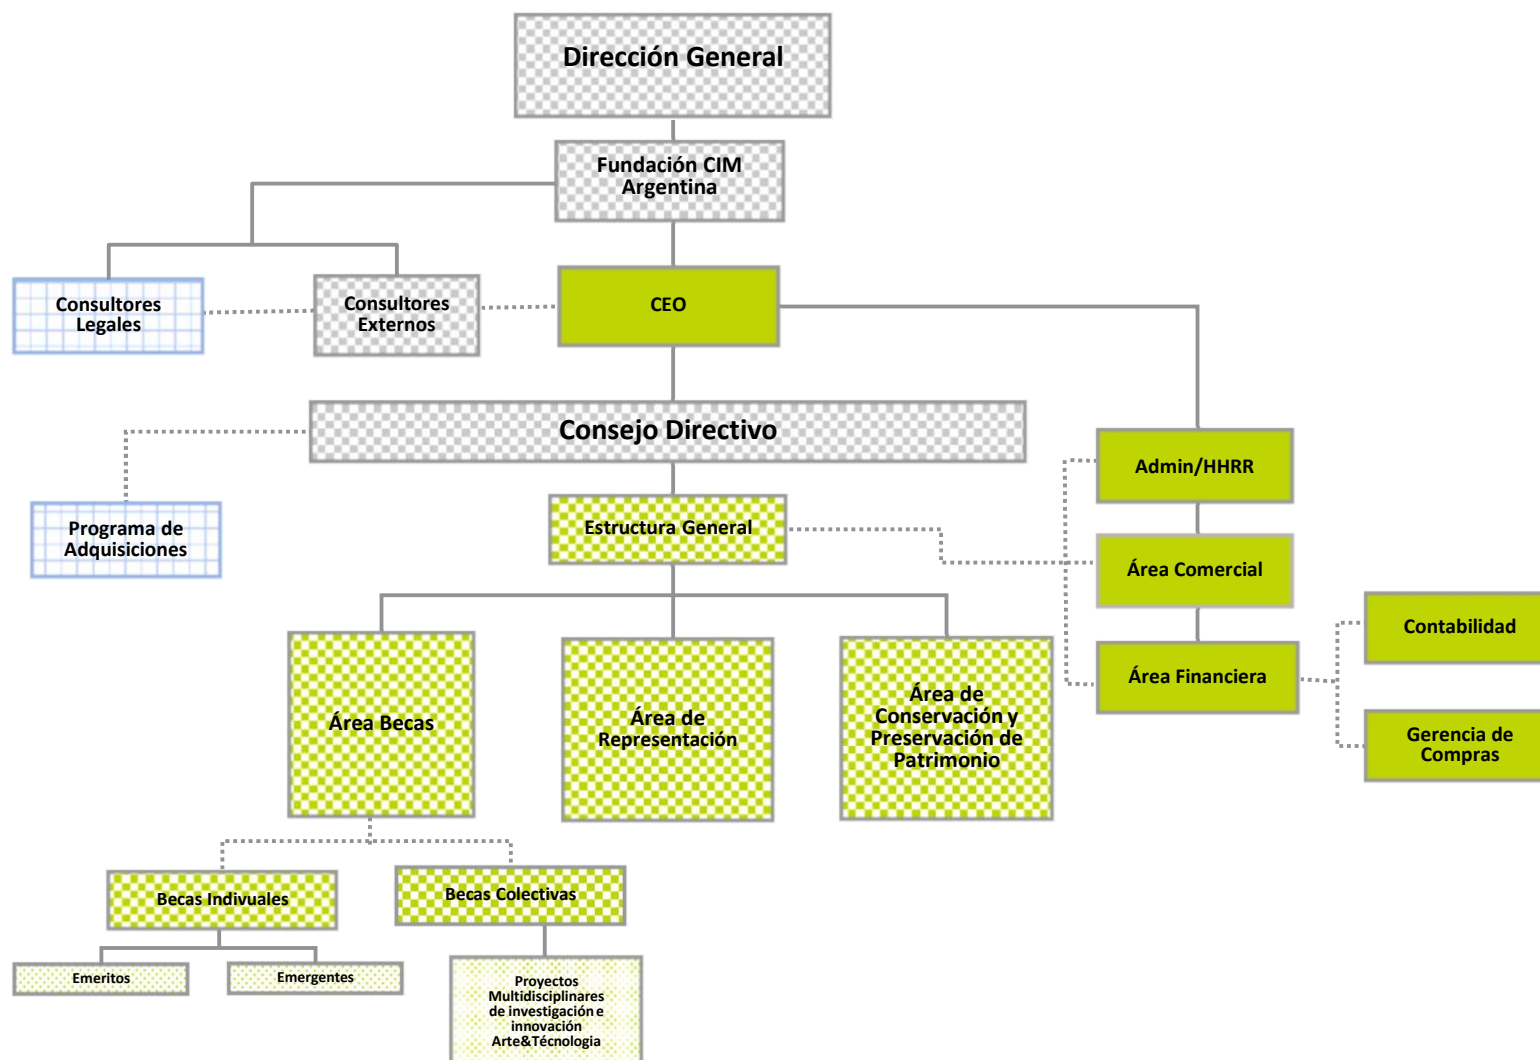 Dirección General
Fundación CIM
Argentina
Consultores
Legales
Consultores
Externos
CEO
Consejo Directivo
Admin/HHRR
Programa de
Adquisiciones
Estructura General
Área Comercial
Contabilidad
Área Financiera
Área Becas
Área de
Representación
Área de
Conservación y
Preservación de
Patrimonio
Gerencia de
Compras
Becas Indivuales
Becas Colectivas
Emeritos
Emergentes
Proyectos
Multidisciplinares
de investigación e
innovación
Arte&Técnologia